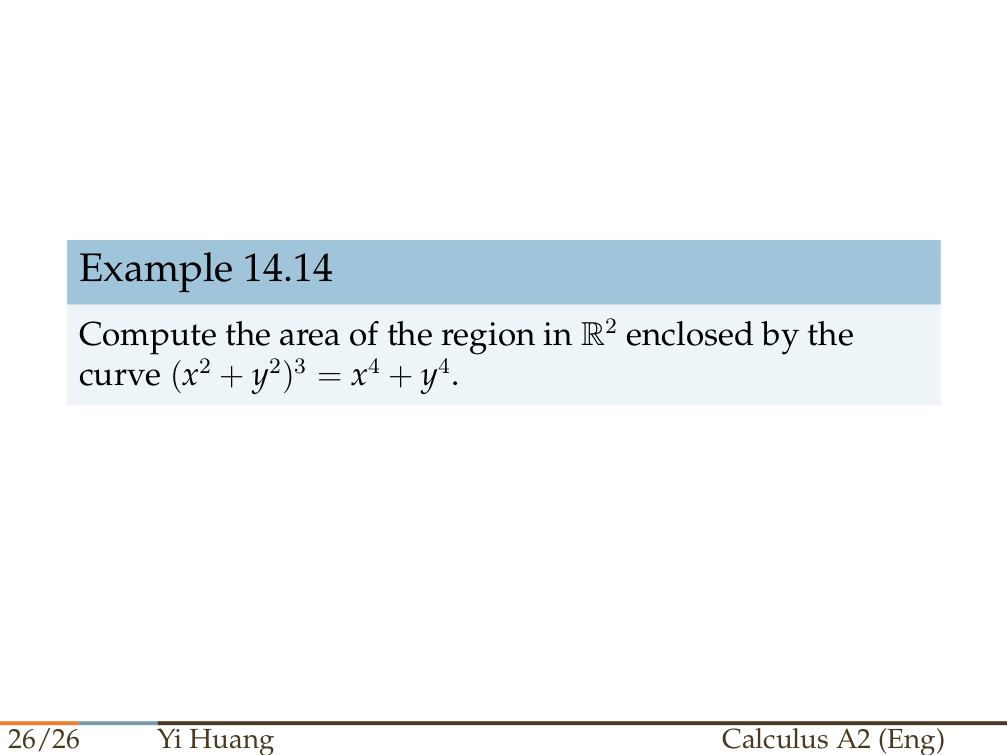 Example 14.14
Compute the area of the region in ℝ² enclosed by the
curve (x² + y²)³ = x⁴ + y⁴.
26/26 Yi Huang Calculus A2 (Eng)